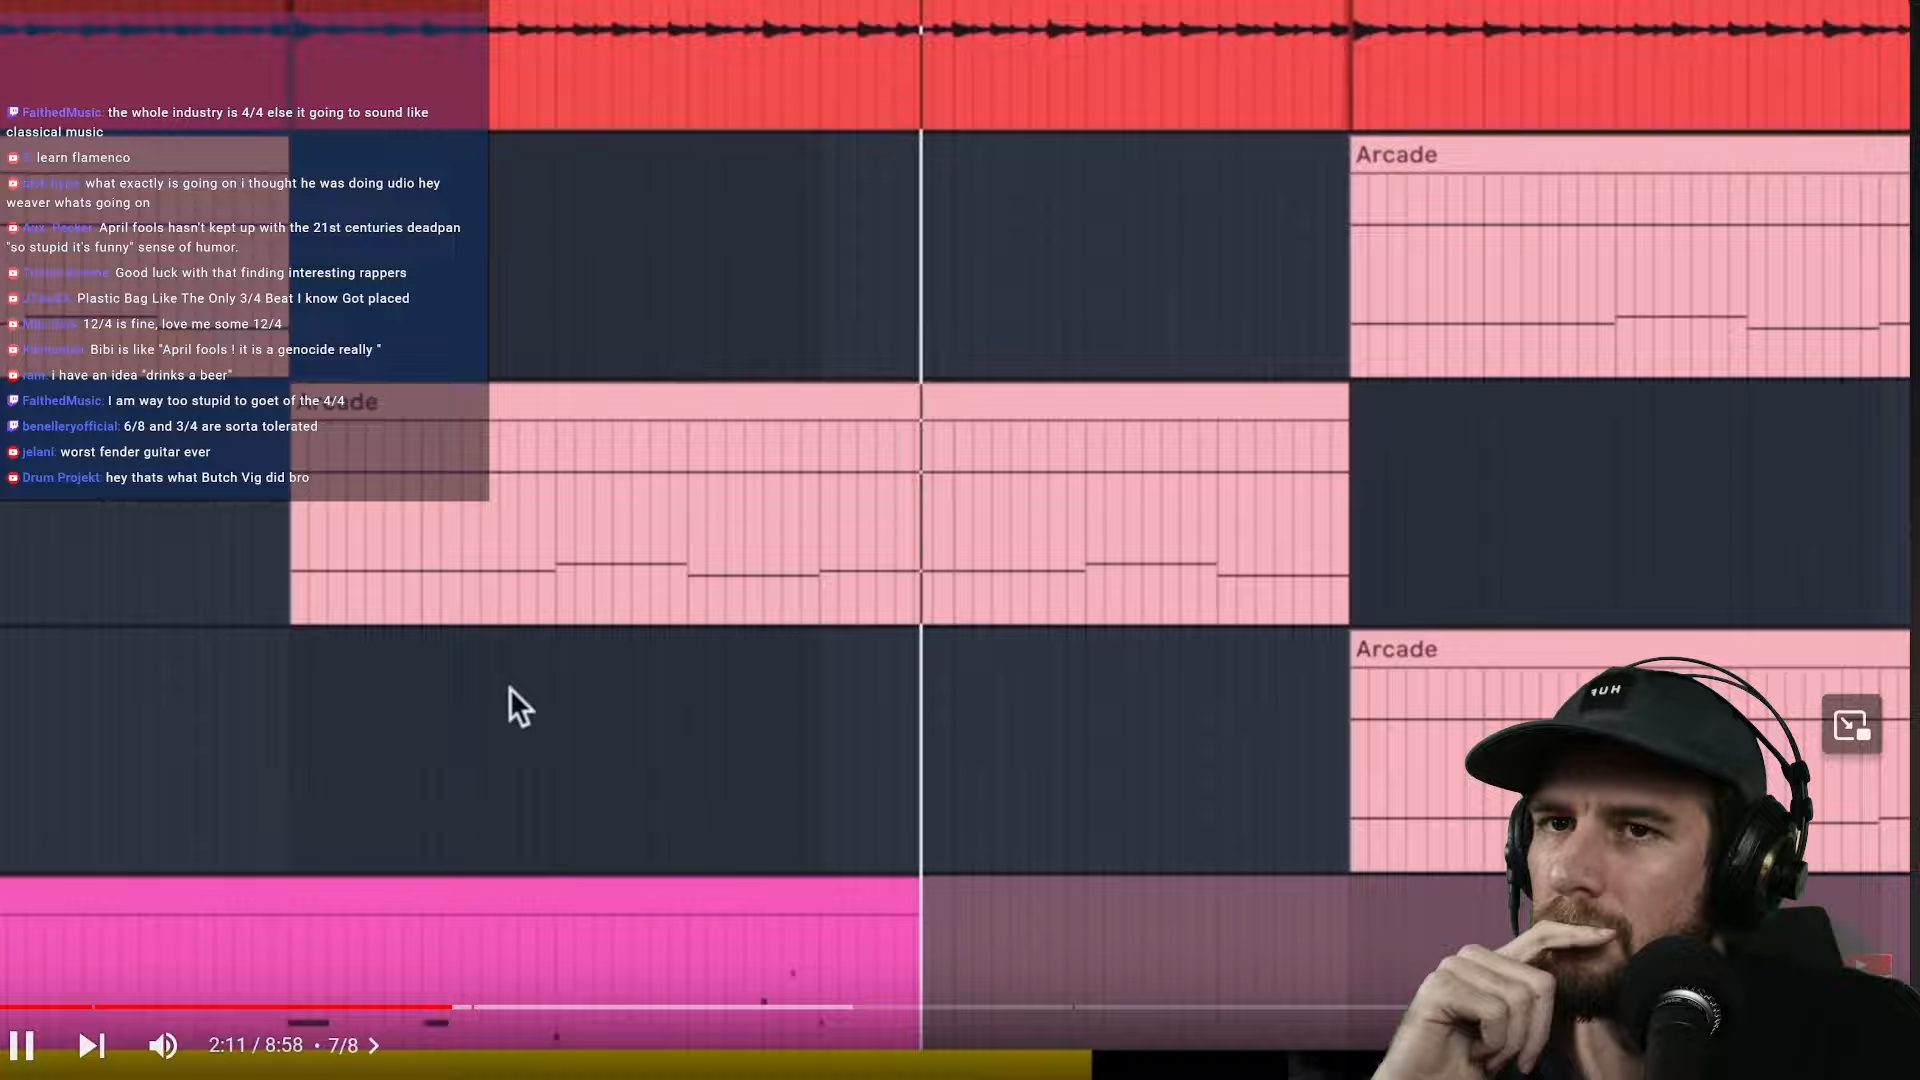 FaithedMusic: the whole industry is 4/4 else it going to sound like
classical music
learn flamenco
what exactly is going on i thought he was doing udio hey
weaver whats going on
April fools hasn't kept up with the 21st centuries deadpan
"so stupid it's funny" sense of humor.
Good luck with that finding interesting rappers
Plastic Bag Like The Only 3/4 Beat I know Got placed
12/4 is fine, love me some 12/4
Bibi is like "April fools ! it is a genocide really "
ram: i have an idea "drinks a beer"
FaithedMusic: I am way too stupid to goet of the 4/4
benelleryofficial: 6/8 and 3/4 are sorta tolerated
jelani: worst fender guitar ever
Drum Projekt: hey thats what Butch Vig did bro
Arcade
Arcade
Arcade
2:11 / 8:58 • 7/8